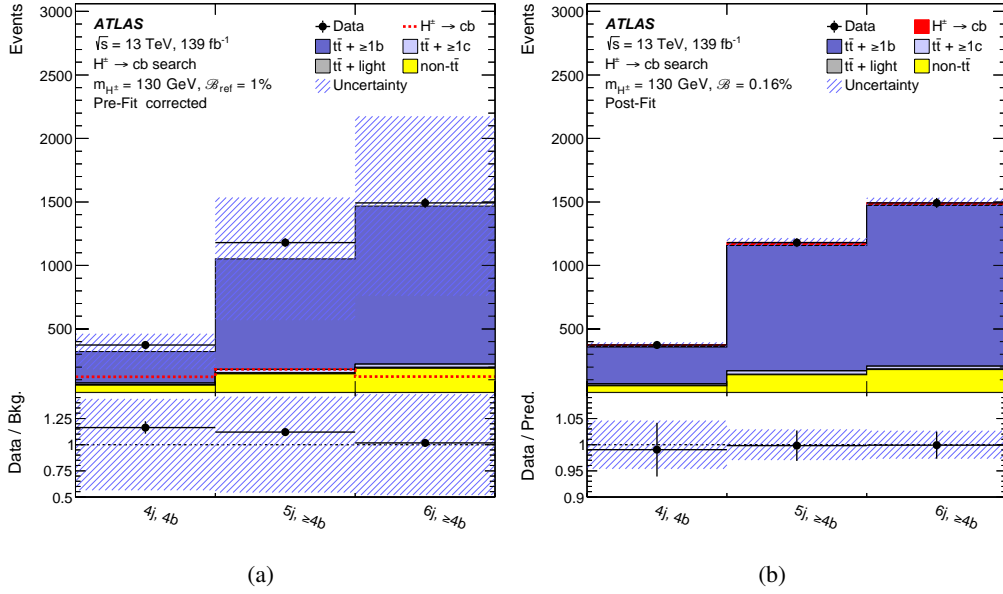 Events
3000
2500
2000
1500
1000
500
ATLAS
√s = 13 TeV, 139 fb⁻¹
H± → cb search
m_H± = 130 GeV, ℬ_ref = 1%
Pre-Fit corrected
Data
H± → cb
tt̄ + ≥1b
tt̄ + ≥1c
tt̄ + light
non-tt̄
Uncertainty
Data / Bkg.
1.25
1
0.75
0.5
4j, 4b
5j, ≥4b
6j, ≥4b
(a)
Events
3000
2500
2000
1500
1000
500
ATLAS
√s = 13 TeV, 139 fb⁻¹
H± → cb search
m_H± = 130 GeV, ℬ = 0.16%
Post-Fit
Data
H± → cb
tt̄ + ≥1b
tt̄ + ≥1c
tt̄ + light
non-tt̄
Uncertainty
Data / Pred.
1.05
1
0.95
0.9
4j, 4b
5j, ≥4b
6j, ≥4b
(b)